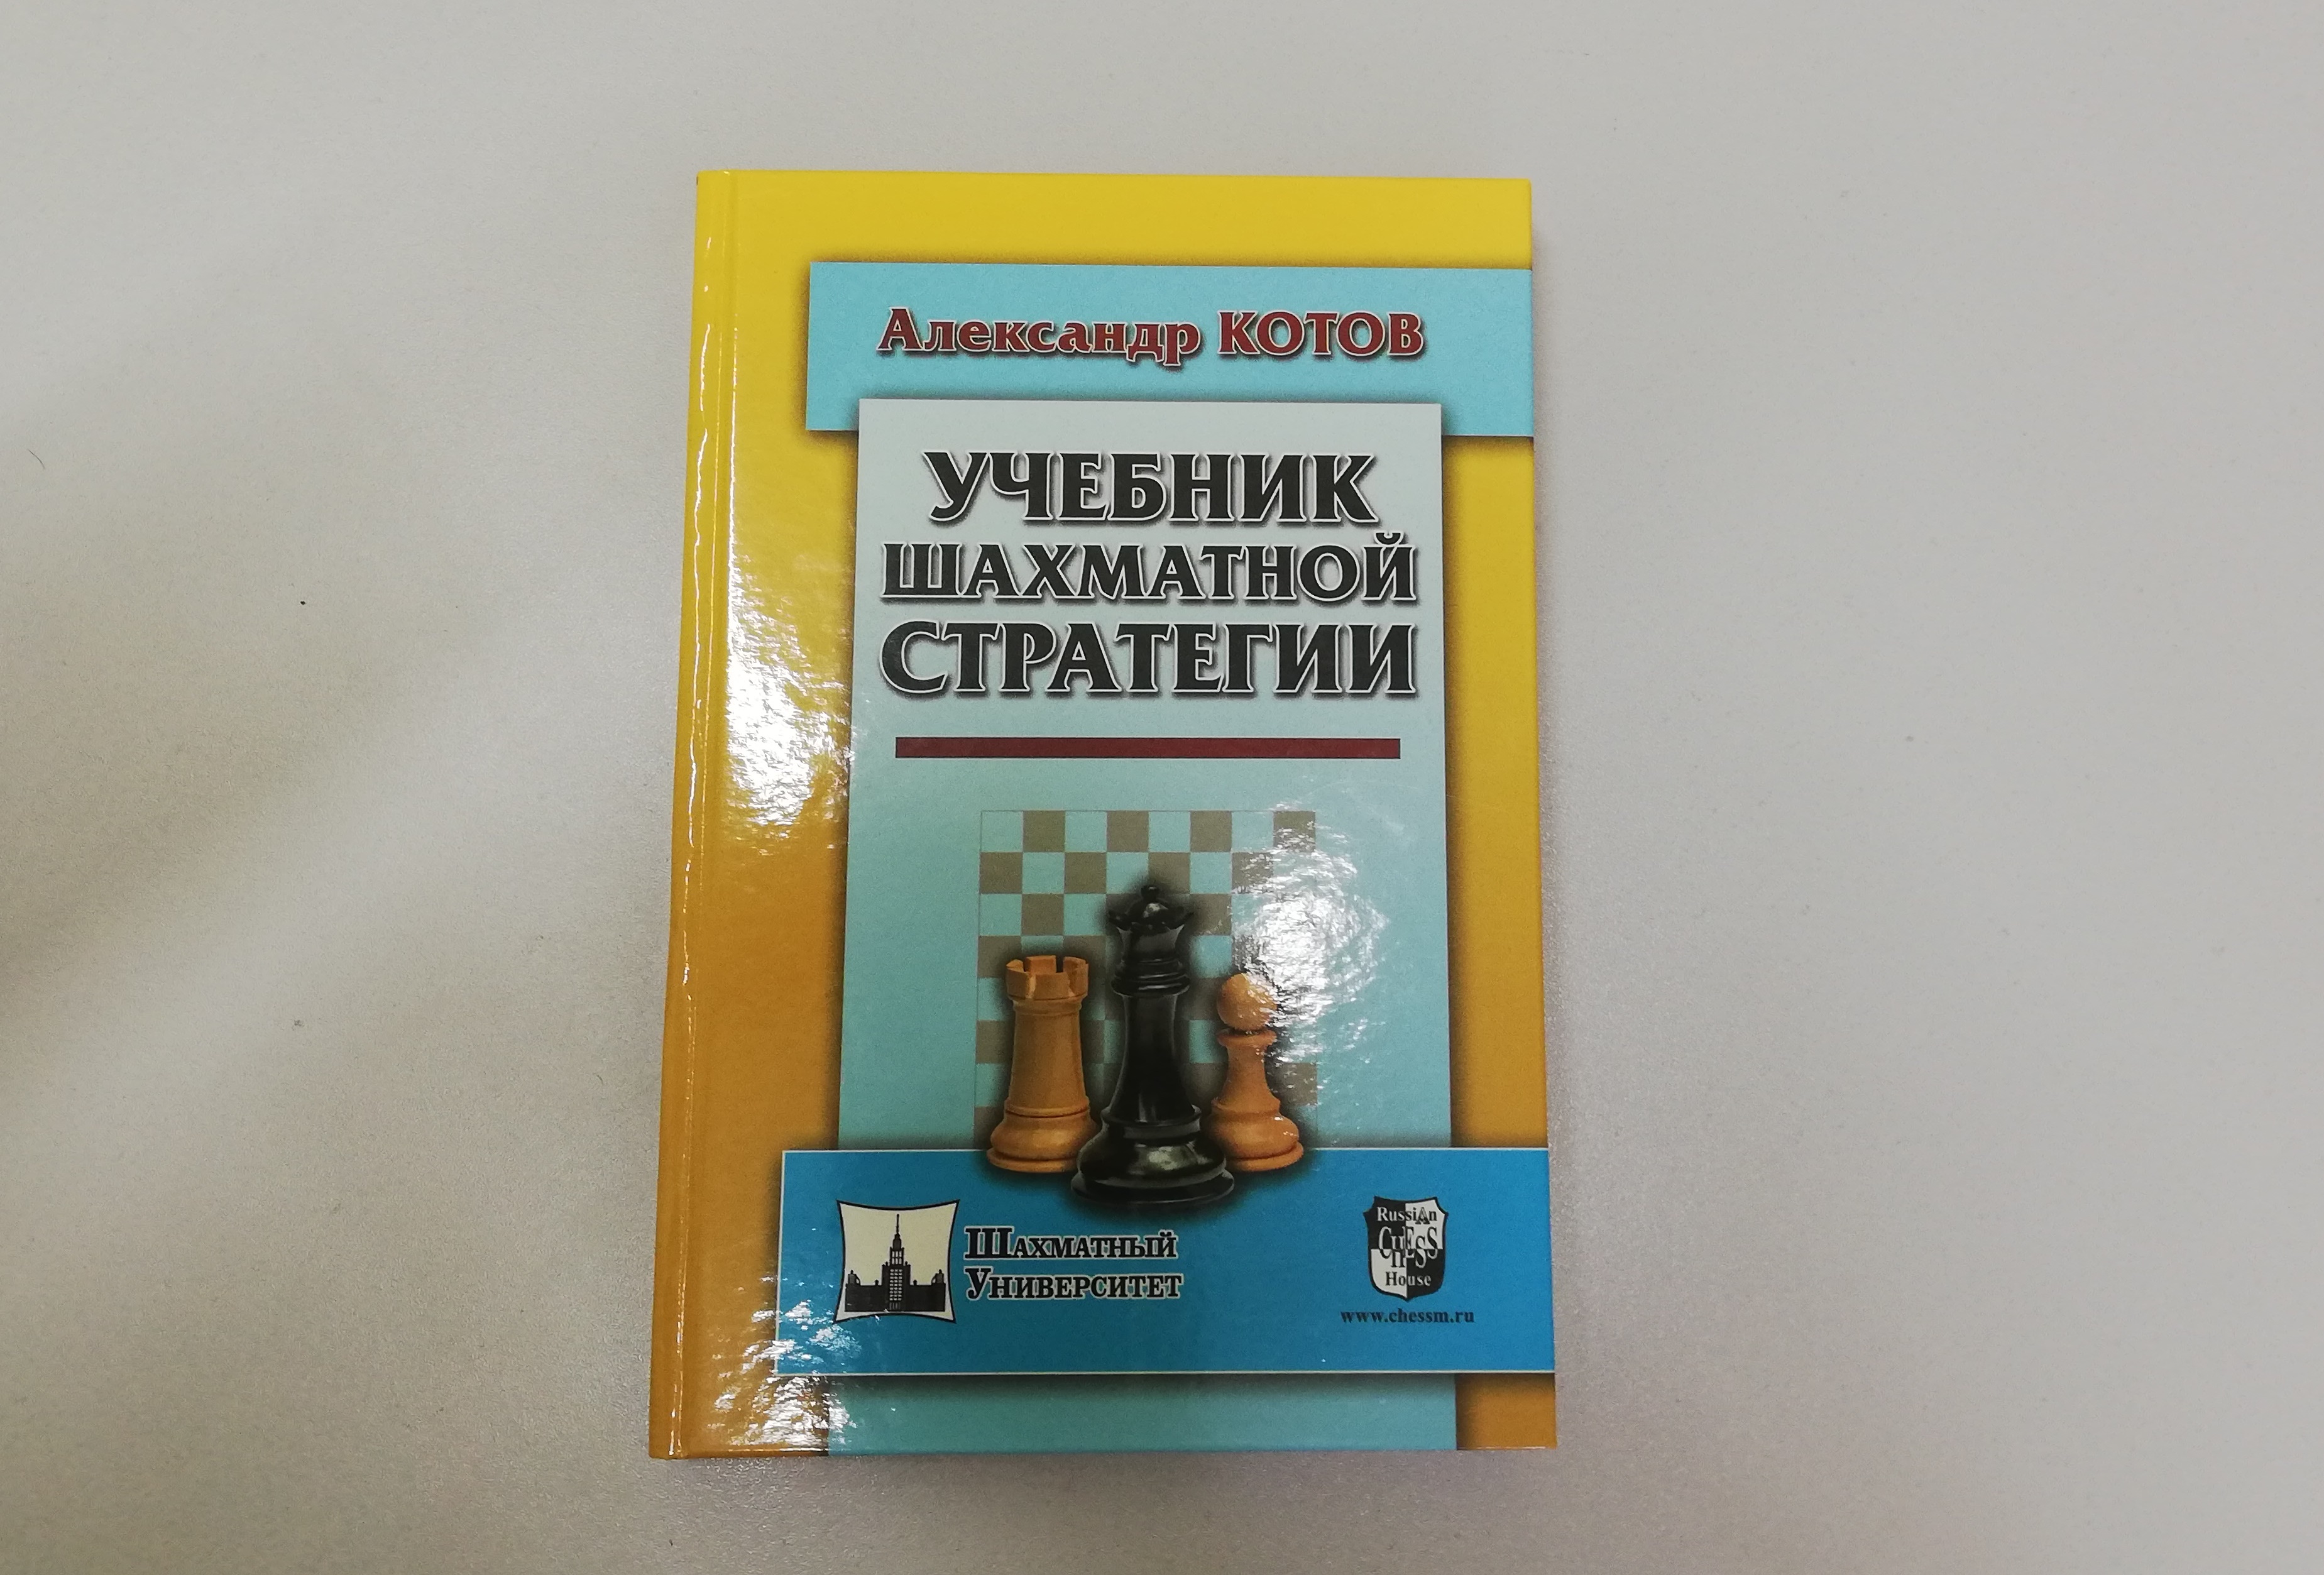 Александр КОТОВ
УЧЕБНИК
ШАХМАТНОЙ
СТРАТЕГИИ
ШАХМАТНЫЙ
УНИВЕРСИТЕТ
RussiAn
CHESS
House
www.chessm.ru